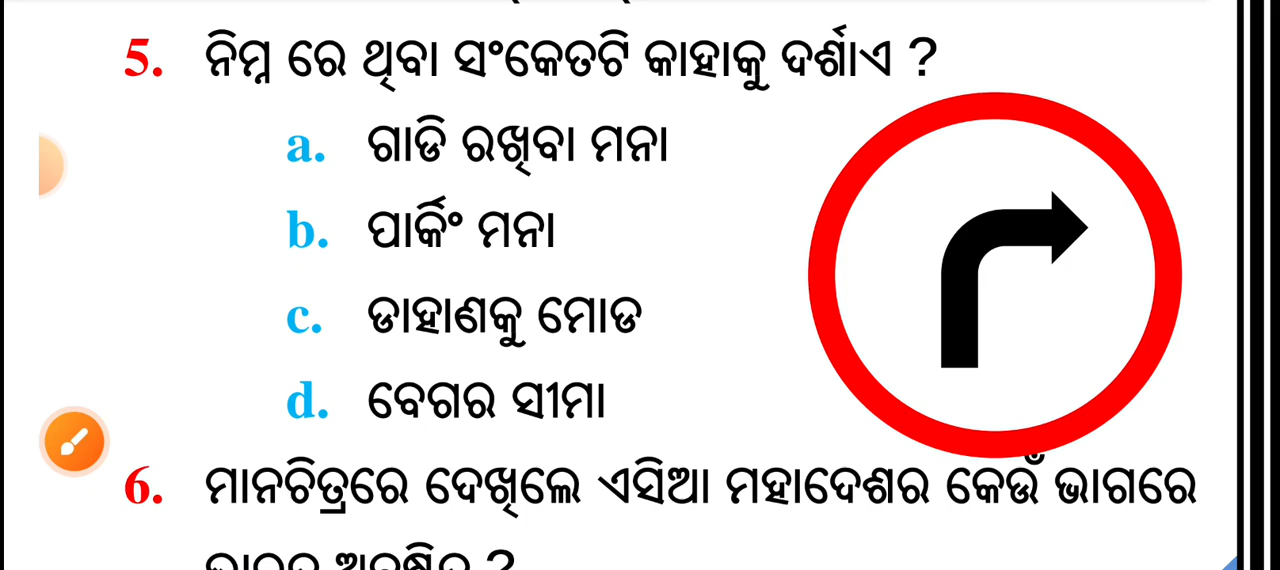 5. ନିମ୍ନ ରେ ଥିବା ସଂକେତଟି କାହାକୁ ଦର୍ଶାଏ ?
a. ଗାଡି ରଖିବା ମନା
b. ପାର୍କିଂ ମନା
c. ଡାହାଣକୁ ମୋଡ
d. ବେଗର ସୀମା
6. ମାନଚିତ୍ରରେ ଦେଖିଲେ ଏସିଆ ମହାଦେଶର କେଉଁ ଭାଗରେ